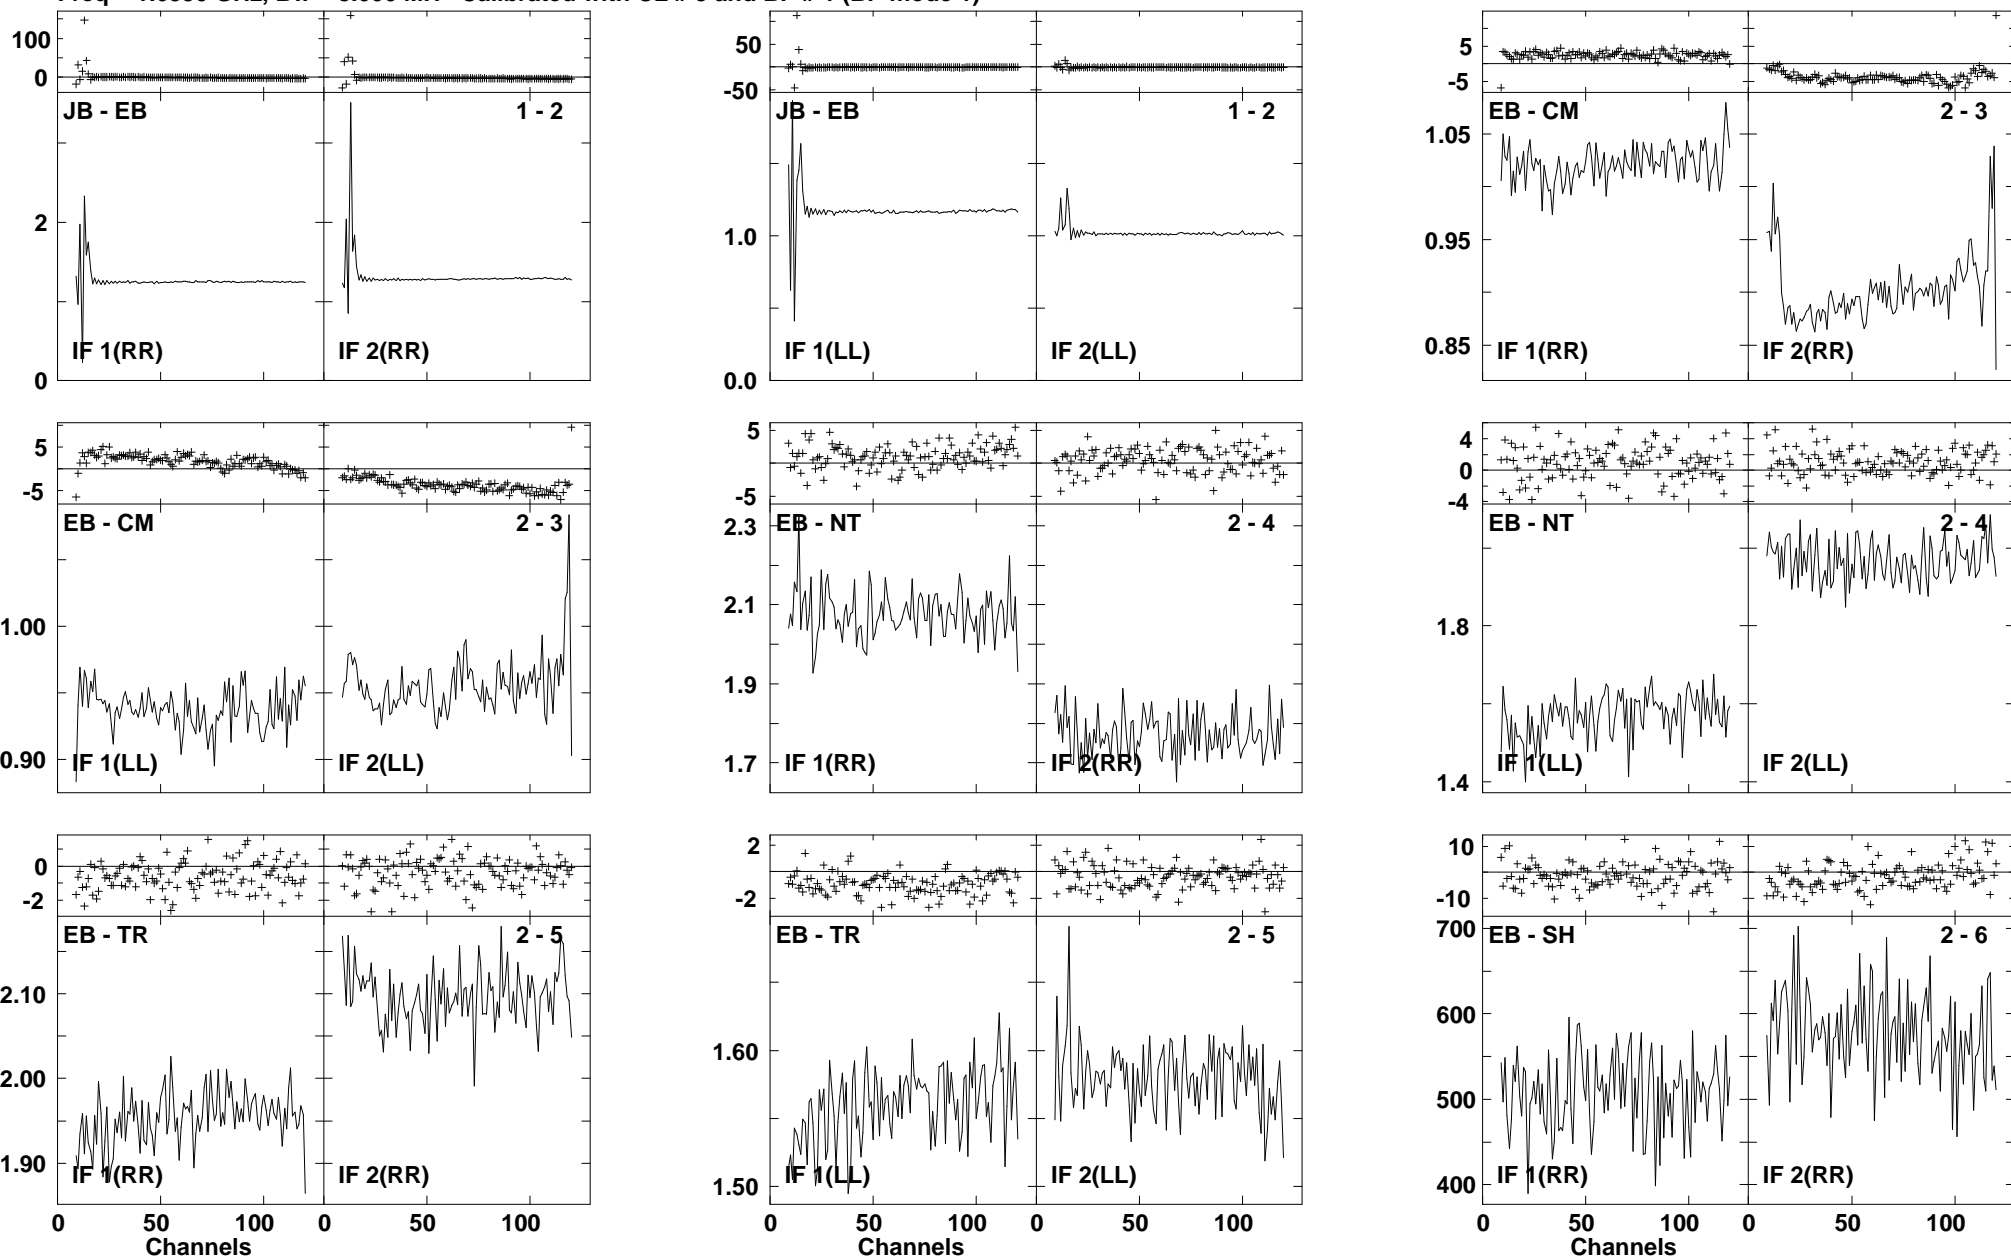 100
0
JB - EB
1 - 2
2
0
IF 1(RR)
IF 2(RR)
50
-50
JB - EB
1 - 2
1.0
0.0
IF 1(LL)
IF 2(LL)
5
-5
EB - CM
2 - 3
1.05
0.95
0.85
IF 1(RR)
IF 2(RR)
5
-5
EB - CM
2 - 3
1.00
0.90
IF 1(LL)
IF 2(LL)
5
-5
2.3
EB - NT
2 - 4
2.1
1.9
1.7
IF 1(RR)
IF 2(RR)
4
0
-4
EB - NT
2 - 4
1.8
1.4
IF 1(LL)
IF 2(LL)
0
-2
EB - TR
2 - 5
2.10
2.00
1.90
IF 1(RR)
IF 2(RR)
0 50 100 0 50 100
Channels
2
-2
EB - TR
2 - 5
1.60
1.50
IF 1(LL)
IF 2(LL)
0 50 100 0 50 100
Channels
10
-10
700
EB - SH
2 - 6
600
500
400
IF 1(RR)
IF 2(RR)
0 50 100 0 50 100
Channels